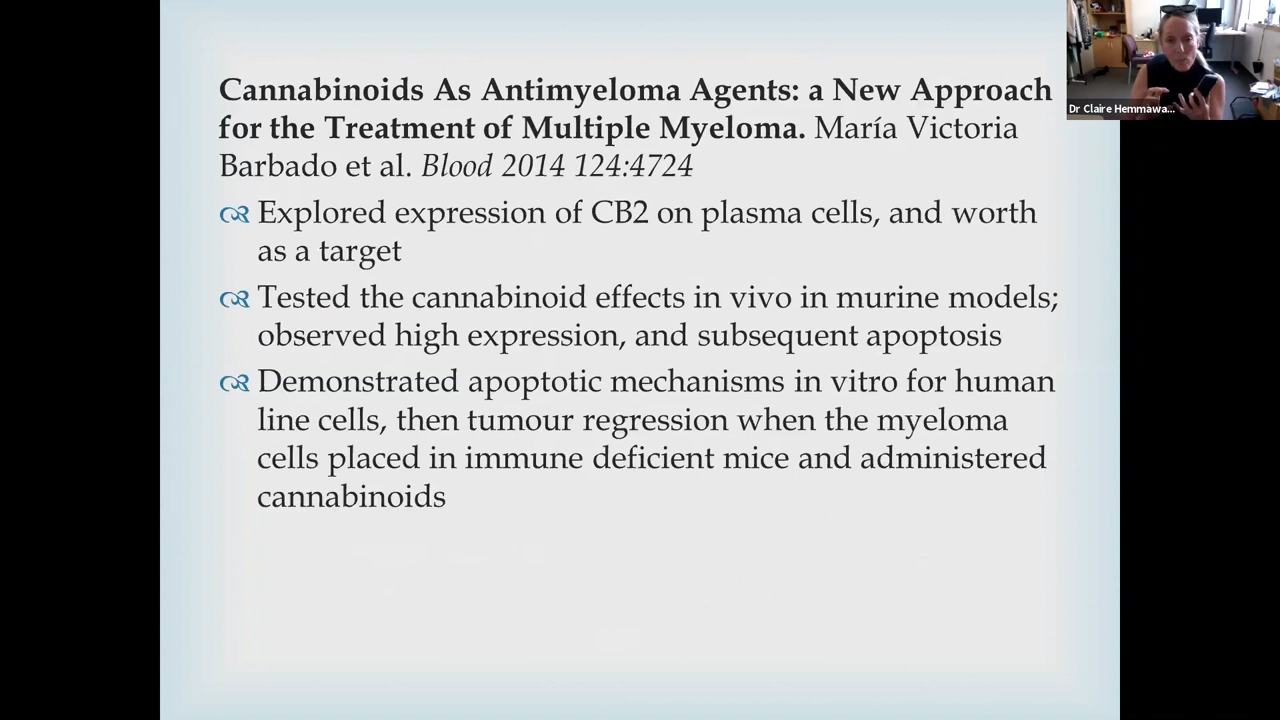 Cannabinoids As Antimyeloma Agents: a New Approach
for the Treatment of Multiple Myeloma. María Victoria
Barbado et al. Blood 2014 124:4724
Explored expression of CB2 on plasma cells, and worth
as a target
Tested the cannabinoid effects in vivo in murine models;
observed high expression, and subsequent apoptosis
Demonstrated apoptotic mechanisms in vitro for human
line cells, then tumour regression when the myeloma
cells placed in immune deficient mice and administered
cannabinoids
Dr Claire Hemmawa...